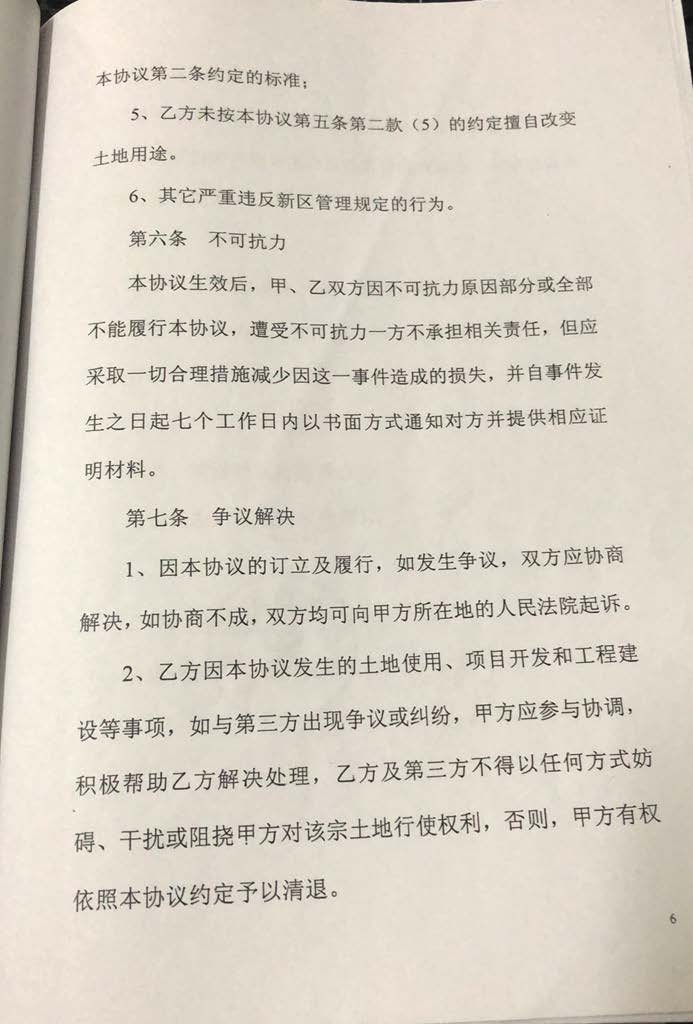 本协议第二条约定的标准；
5、乙方未按本协议第五条第二款（5）的约定擅自改变
土地用途。
6、其它严重违反新区管理规定的行为。
第六条 不可抗力
本协议生效后，甲、乙双方因不可抗力原因部分或全部
不能履行本协议，遭受不可抗力一方不承担相关责任，但应
采取一切合理措施减少因这一事件造成的损失，并自事件发
生之日起七个工作日内以书面方式通知对方并提供相应证
明材料。
第七条 争议解决
1、因本协议的订立及履行，如发生争议，双方应协商
解决，如协商不成，双方均可向甲方所在地的人民法院起诉。
2、乙方因本协议发生的土地使用、项目开发和工程建
设等事项，如与第三方出现争议或纠纷，甲方应参与协调，
积极帮助乙方解决处理，乙方及第三方不得以任何方式妨
碍、干扰或阻挠甲方对该宗土地行使权利，否则，甲方有权
依照本协议约定予以清退。
6